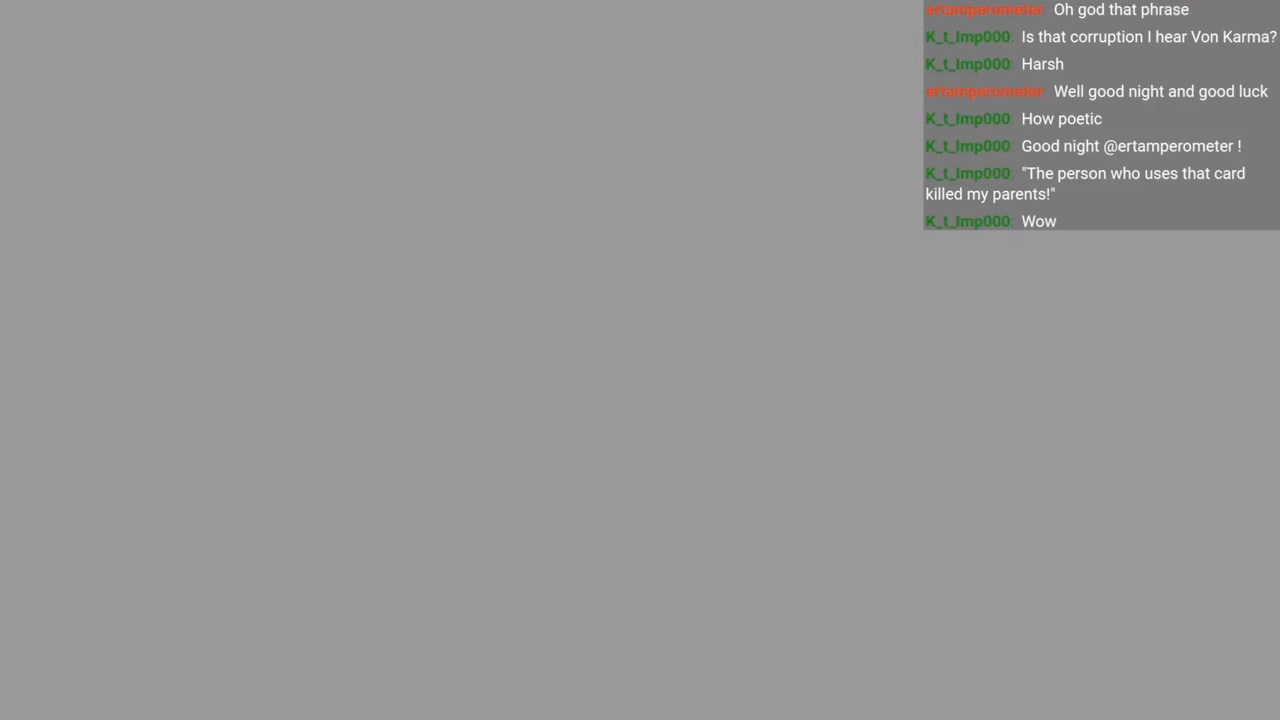 ertamperometer: Oh god that phrase
K_t_Imp000: Is that corruption I hear Von Karma?
K_t_Imp000: Harsh
ertamperometer: Well good night and good luck
K_t_Imp000: How poetic
K_t_Imp000: Good night @ertamperometer !
K_t_Imp000: "The person who uses that card
killed my parents!"
K_t_Imp000: Wow